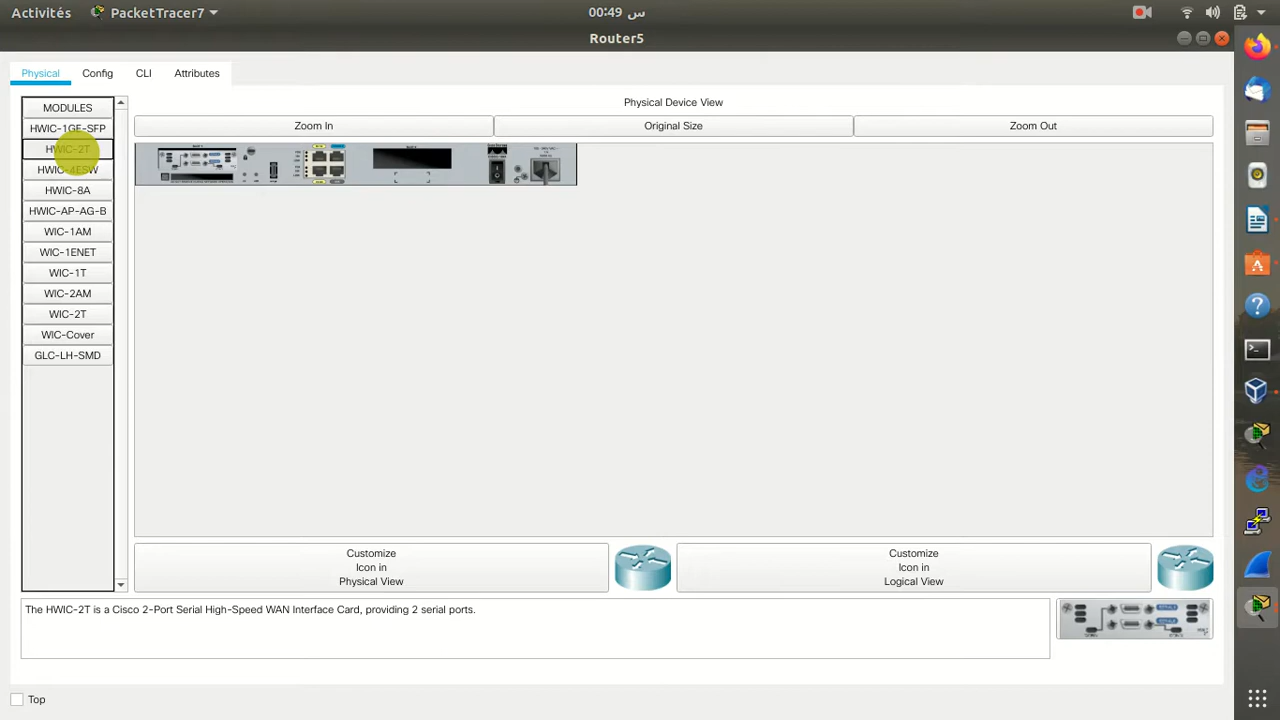 Activités
PacketTracer7
00:49 س
Router5
Physical
Config
CLI
Attributes
MODULES
HWIC-1GE-SFP
HWIC-2T
HWIC-4ESW
HWIC-8A
HWIC-AP-AG-B
WIC-1AM
WIC-1ENET
WIC-1T
WIC-2AM
WIC-2T
WIC-Cover
GLC-LH-SMD
Physical Device View
Zoom In
Original Size
Zoom Out
Customize
Icon in
Physical View
Customize
Icon in
Logical View
The HWIC-2T is a Cisco 2-Port Serial High-Speed WAN Interface Card, providing 2 serial ports.
Top